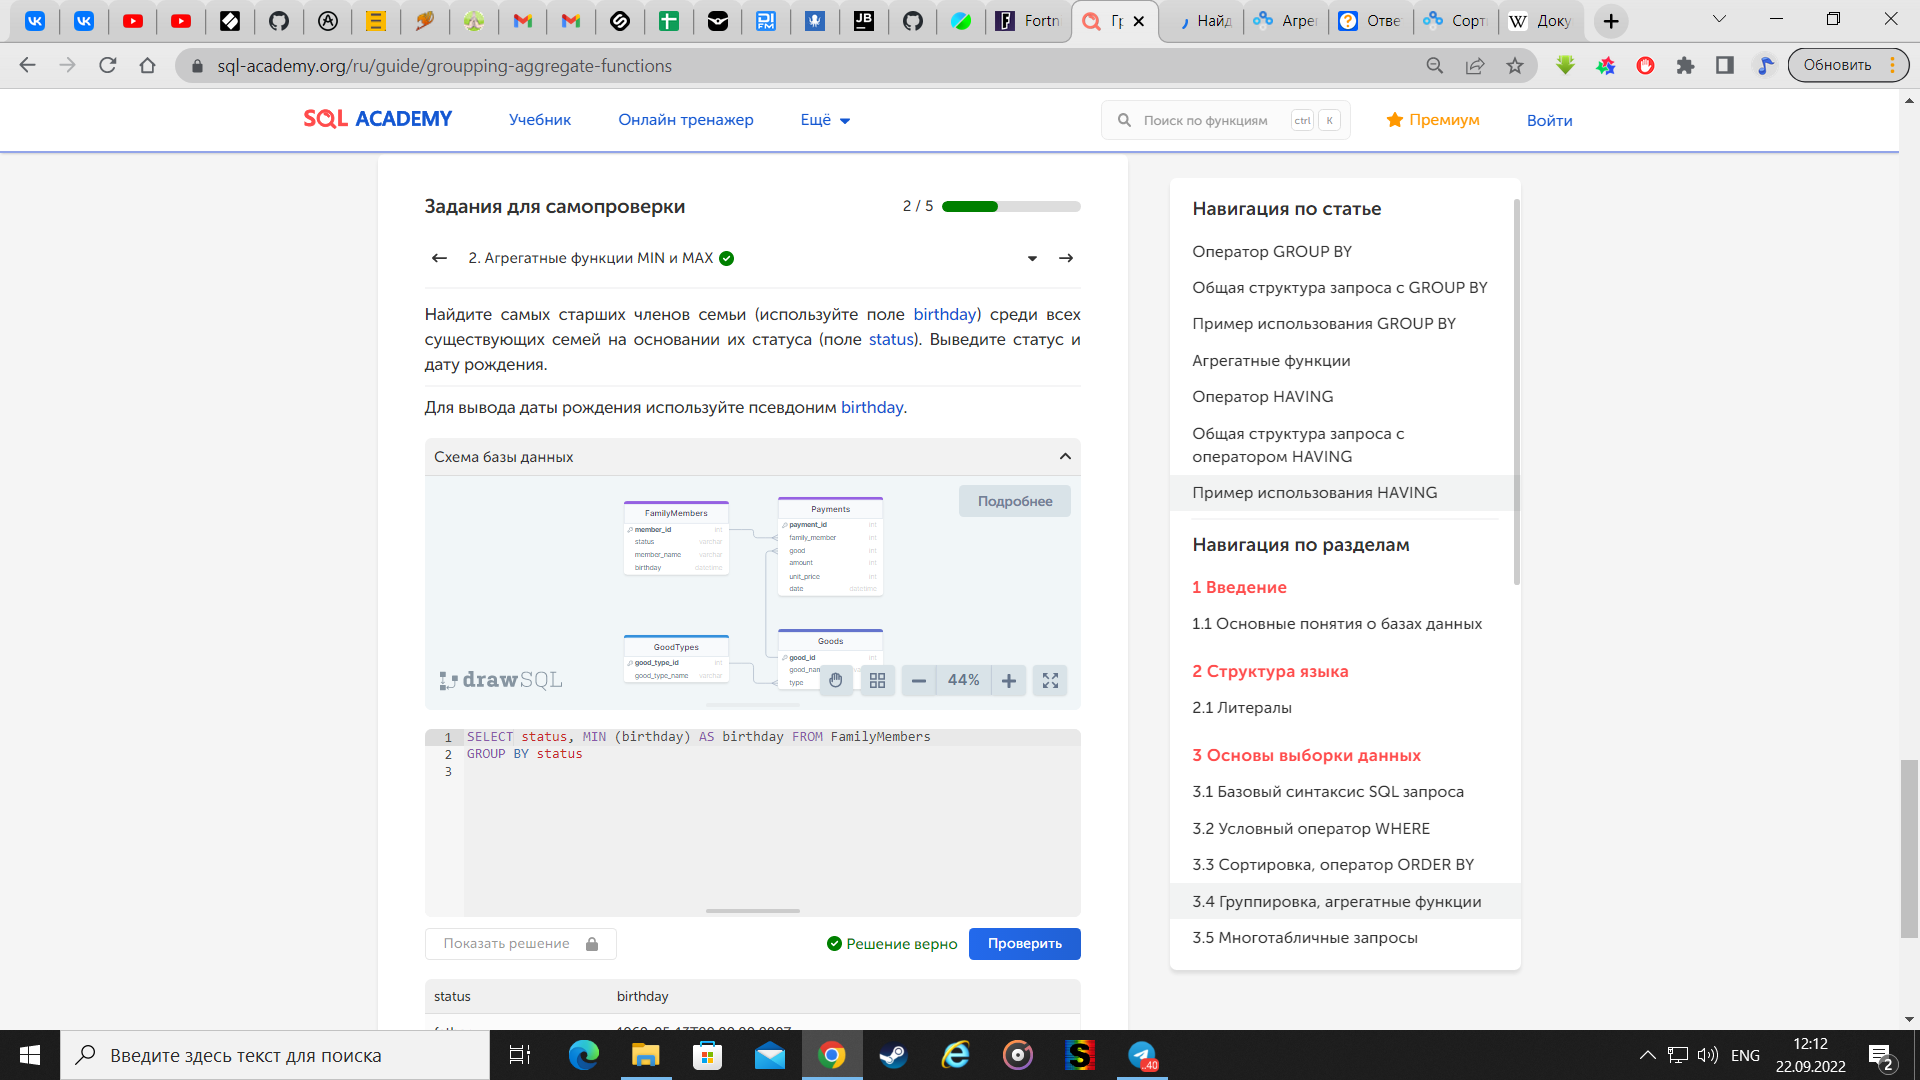 Fortn
Гр
Найд
Агрег
Отве
Сорти
Доку
sql-academy.org/ru/guide/groupping-aggregate-functions
Обновить
SQL ACADEMY
Учебник
Онлайн тренажер
Ещё
Поиск по функциям
ctrl
K
Премиум
Войти
Задания для самопроверки
2 / 5
2. Агрегатные функции MIN и MAX
Найдите самых старших членов семьи (используйте поле birthday) среди всех
существующих семей на основании их статуса (поле status). Выведите статус и
дату рождения.
Для вывода даты рождения используйте псевдоним birthday.
Схема базы данных
Подробнее
FamilyMembers
member_id int
status varchar
member_name varchar
birthday datetime
Payments
payment_id int
family_member int
good int
amount int
unit_price int
date datetime
GoodTypes
good_type_id int
good_type_name varchar
Goods
good_id int
good_nam
type
drawSQL
44%
1 SELECT status, MIN (birthday) AS birthday FROM FamilyMembers
2 GROUP BY status
3
Показать решение
Решение верно
Проверить
status birthday
Навигация по статье
Оператор GROUP BY
Общая структура запроса с GROUP BY
Пример использования GROUP BY
Агрегатные функции
Оператор HAVING
Общая структура запроса с
оператором HAVING
Пример использования HAVING
Навигация по разделам
1 Введение
1.1 Основные понятия о базах данных
2 Структура языка
2.1 Литералы
3 Основы выборки данных
3.1 Базовый синтаксис SQL запроса
3.2 Условный оператор WHERE
3.3 Сортировка, оператор ORDER BY
3.4 Группировка, агрегатные функции
3.5 Многотабличные запросы
Введите здесь текст для поиска
40
ENG
12:12
22.09.2022
2